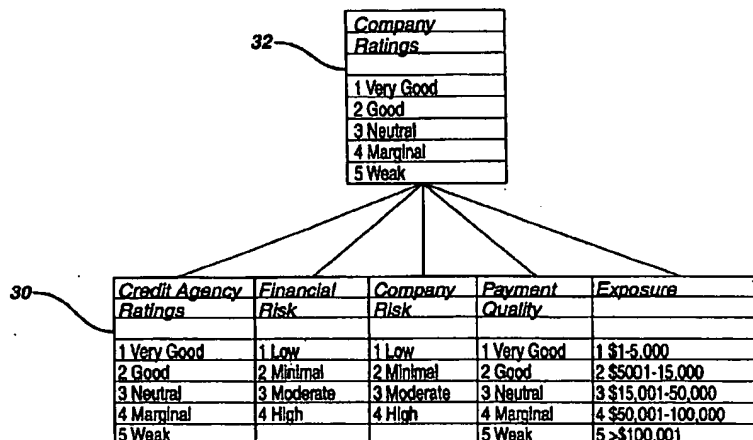 32
Company
Ratings
1 Very Good
2 Good
3 Neutral
4 Marginal
5 Weak
30
Credit Agency Financial Company Payment Exposure
Ratings Risk Risk Quality
1 Very Good 1 Low 1 Low 1 Very Good 1 $1-5,000
2 Good 2 Minimal 2 Minimal 2 Good 2 $5001-15,000
3 Neutral 3 Moderate 3 Moderate 3 Neutral 3 $15,001-50,000
4 Marginal 4 High 4 High 4 Marginal 4 $50,001-100,000
5 Weak 5 Weak 5 >$100,001